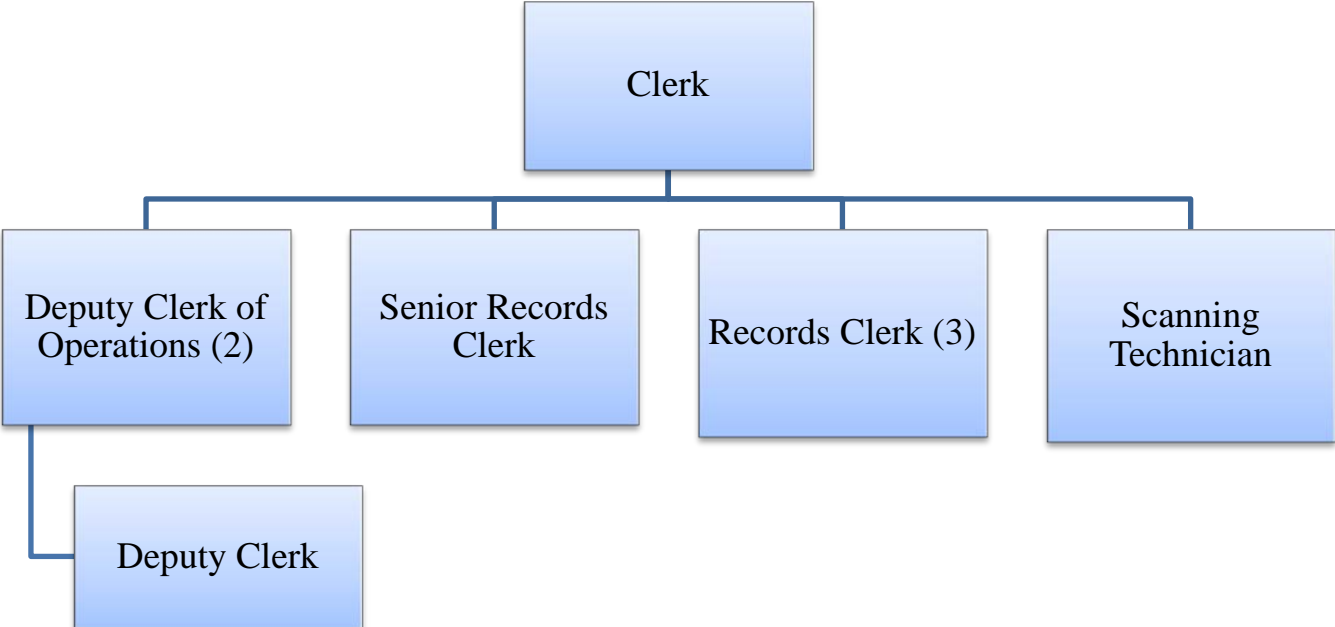 Clerk
Deputy Clerk of
Operations (2)
Senior Records
Clerk
Records Clerk (3)
Scanning
Technician
Deputy Clerk